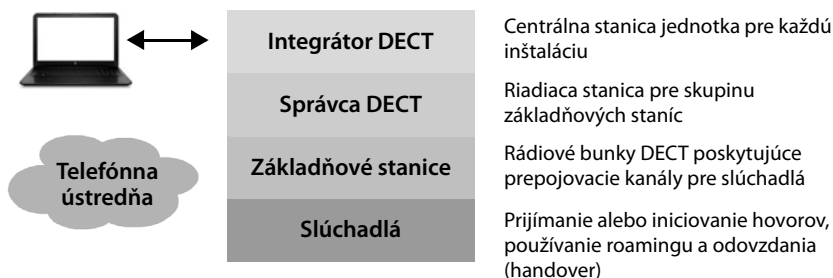 Integrátor DECT
Centrálna stanica jednotka pre každú
inštaláciu
Správca DECT
Riadiaca stanica pre skupinu
základňových staníc
Telefónna
ústredňa
Základňové stanice
Rádiové bunky DECT poskytujúce
prepojovacie kanály pre slúchadlá
Slúchadlá
Prijímanie alebo iniciovanie hovorov,
používanie roamingu a odovzdania
(handover)